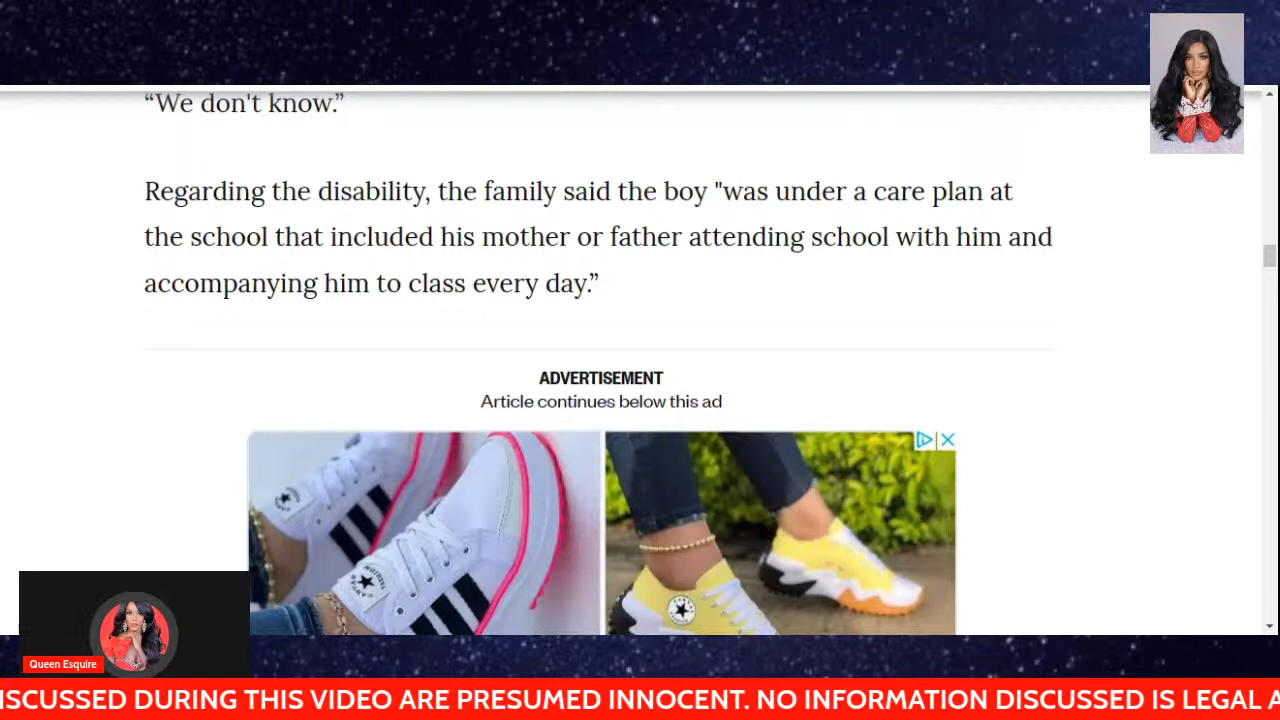 “We don't know.”
Regarding the disability, the family said the boy "was under a care plan at
the school that included his mother or father attending school with him and
accompanying him to class every day.”
ADVERTISEMENT
Article continues below this ad
Queen Esquire
ISCUSSED DURING THIS VIDEO ARE PRESUMED INNOCENT. NO INFORMATION DISCUSSED IS LEGAL A